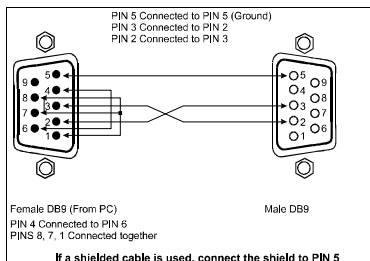 PIN 5 Connected to PIN 5 (Ground)
PIN 3 Connected to PIN 2
PIN 2 Connected to PIN 3
5
9
4
8
3
7
2
6
1
5
9
4
8
3
7
2
6
1
Female DB9 (From PC)
Male DB9
PIN 4 Connected to PIN 6
PINS 8, 7, 1 Connected together
If a shielded cable is used, connect the shield to PIN 5